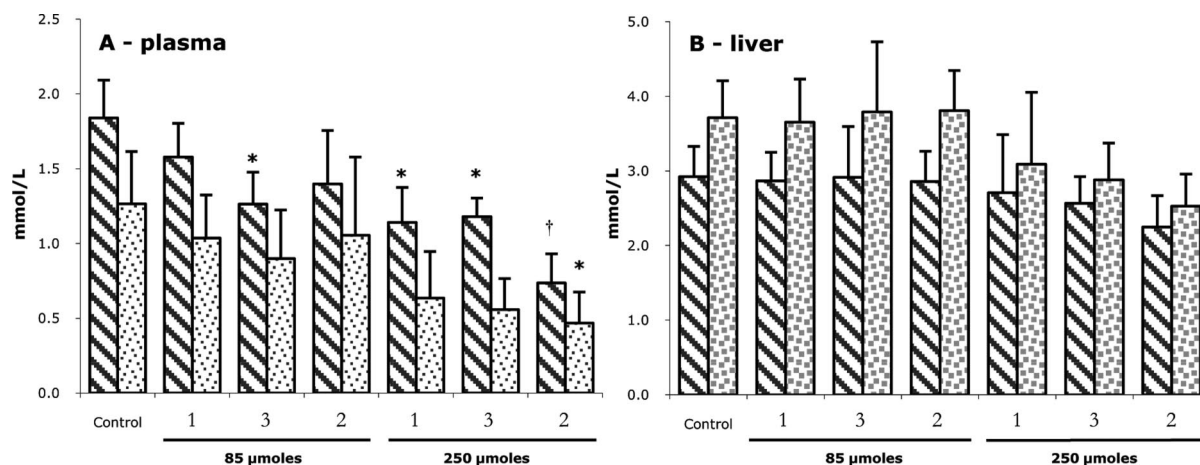 A - plasma
mmol/L
2.5
2.0
1.5
1.0
0.5
0.0
*
*
*
†
*
Control 1 3 2 1 3 2
85 µmoles 250 µmoles
B - liver
mmol/L
5.0
4.0
3.0
2.0
1.0
0.0
Control 1 3 2 1 3 2
85 µmoles 250 µmoles